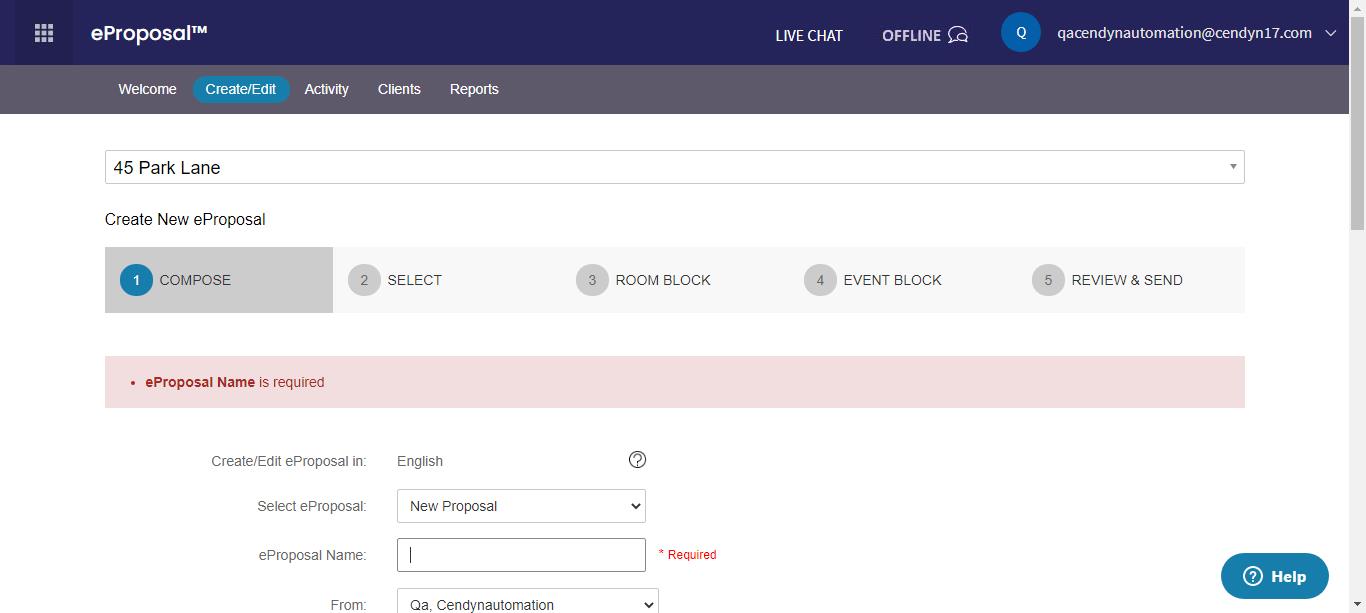 eProposal™
LIVE CHAT
OFFLINE
Q
qacendynautomation@cendyn17.com
Welcome
Create/Edit
Activity
Clients
Reports
45 Park Lane
Create New eProposal
1 COMPOSE
2 SELECT
3 ROOM BLOCK
4 EVENT BLOCK
5 REVIEW & SEND
• eProposal Name is required
Create/Edit eProposal in: English ?
Select eProposal: New Proposal
eProposal Name: * Required
From: Qa, Cendynautomation
? Help